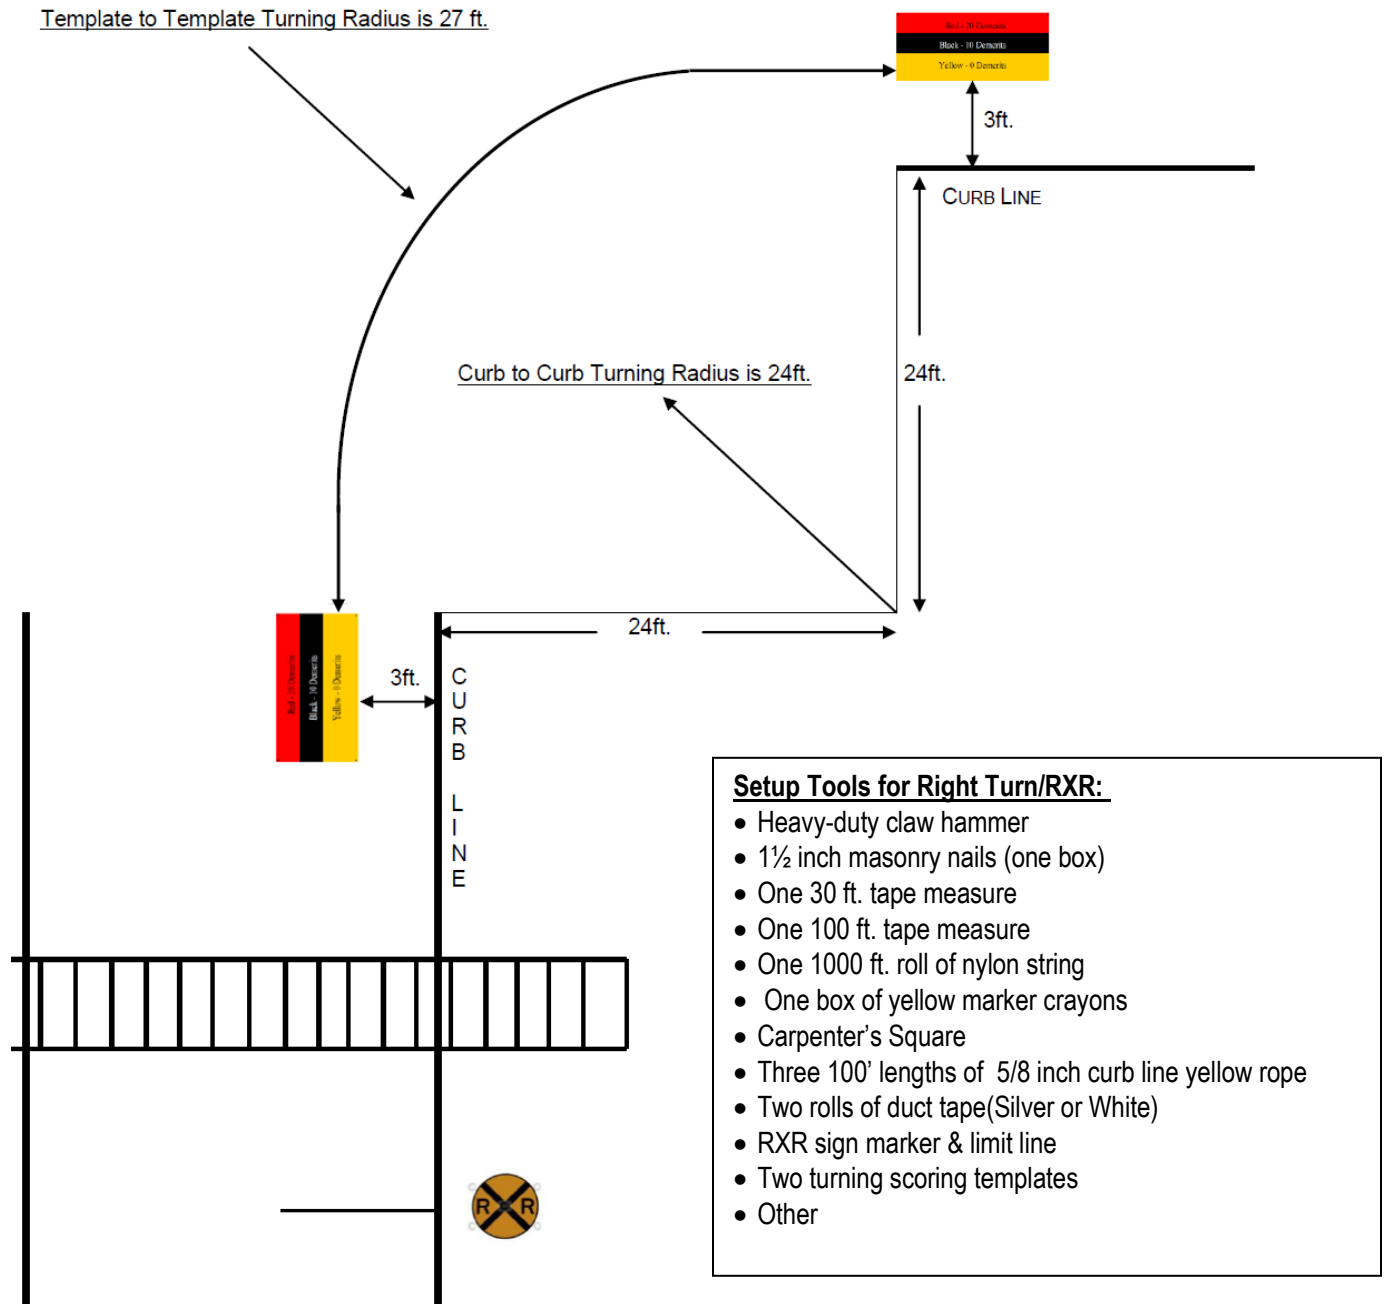 Template to Template Turning Radius is 27 ft.
Red - 20 Demerits
Black - 10 Demerits
Yellow - 0 Demerits
3ft.
CURB LINE
Curb to Curb Turning Radius is 24ft.
24ft.
24ft.
Red - 20 Demerits
Black - 10 Demerits
Yellow - 0 Demerits
3ft.
CURB LINE
Setup Tools for Right Turn/RXR:
• Heavy-duty claw hammer
• 1½ inch masonry nails (one box)
• One 30 ft. tape measure
• One 100 ft. tape measure
• One 1000 ft. roll of nylon string
• One box of yellow marker crayons
• Carpenter’s Square
• Three 100’ lengths of 5/8 inch curb line yellow rope
• Two rolls of duct tape(Silver or White)
• RXR sign marker & limit line
• Two turning scoring templates
• Other
R R